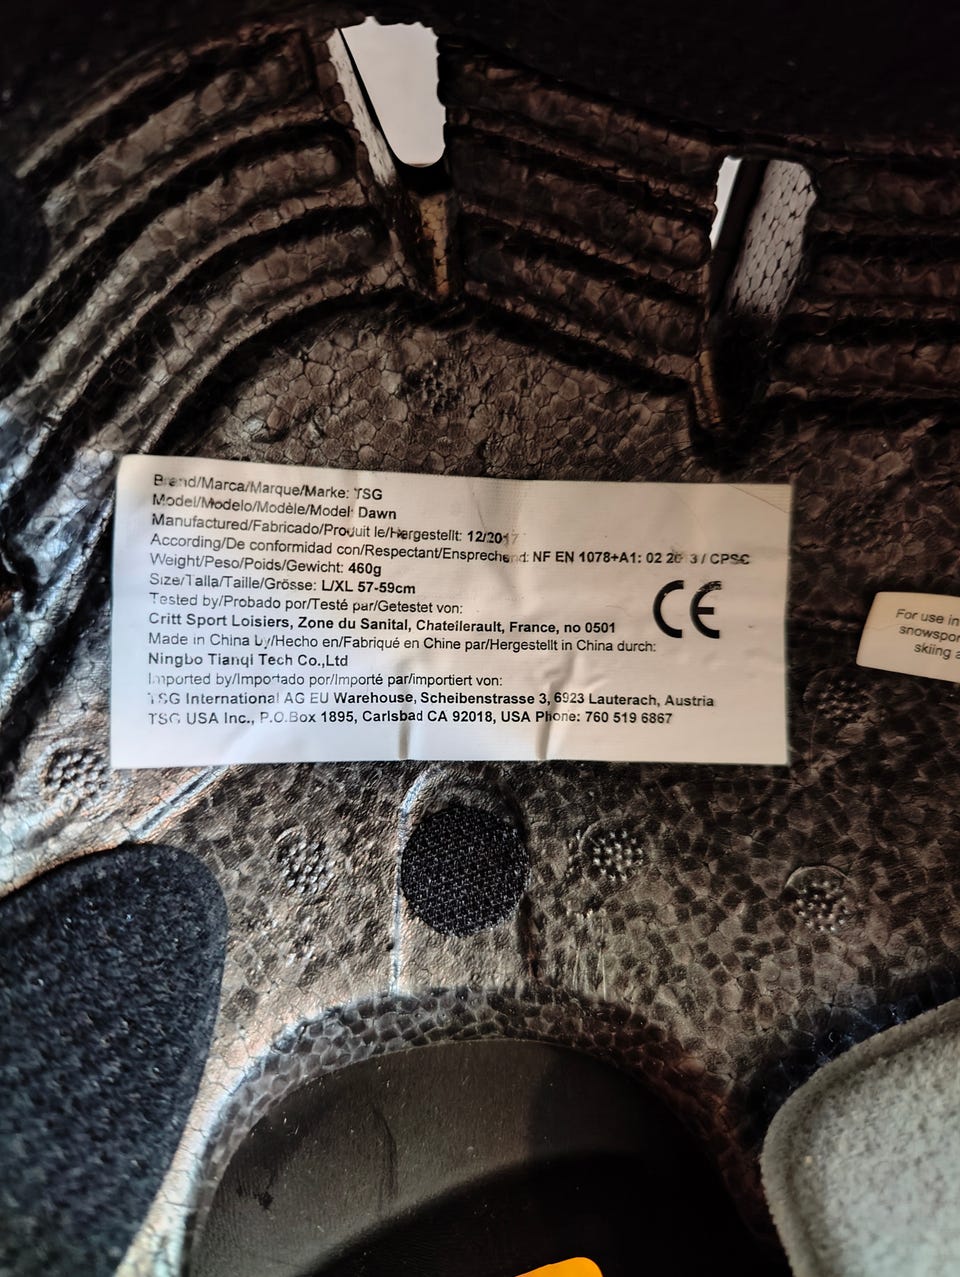 Brand/Marca/Marque/Marke: TSG
Model/Modelo/Modèle/Model: Dawn
Manufactured/Fabricado/Produit le/Hergestellt: 12/2017
According/De conformidad con/Respectant/Ensprechend: NF EN 1078+A1: 02 2013 / CPSC
Weight/Peso/Poids/Gewicht: 460g
Size/Talla/Taille/Grösse: L/XL 57-59cm
Tested by/Probado por/Testé par/Getestet von:
Critt Sport Loisiers, Zone du Sanital, Chatellerault, France, no 0501
Made in China by/Hecho en/Fabriqué en Chine par/Hergestellt in China durch:
Ningbo Tianqi Tech Co.,Ltd
Imported by/Importado por/Importé par/importiert von:
TSG International AG EU Warehouse, Scheibenstrasse 3, 6923 Lauterach, Austria
TSG USA Inc., P.O.Box 1895, Carlsbad CA 92018, USA Phone: 760 519 6867
CE
For use in
snowspor
skiing a